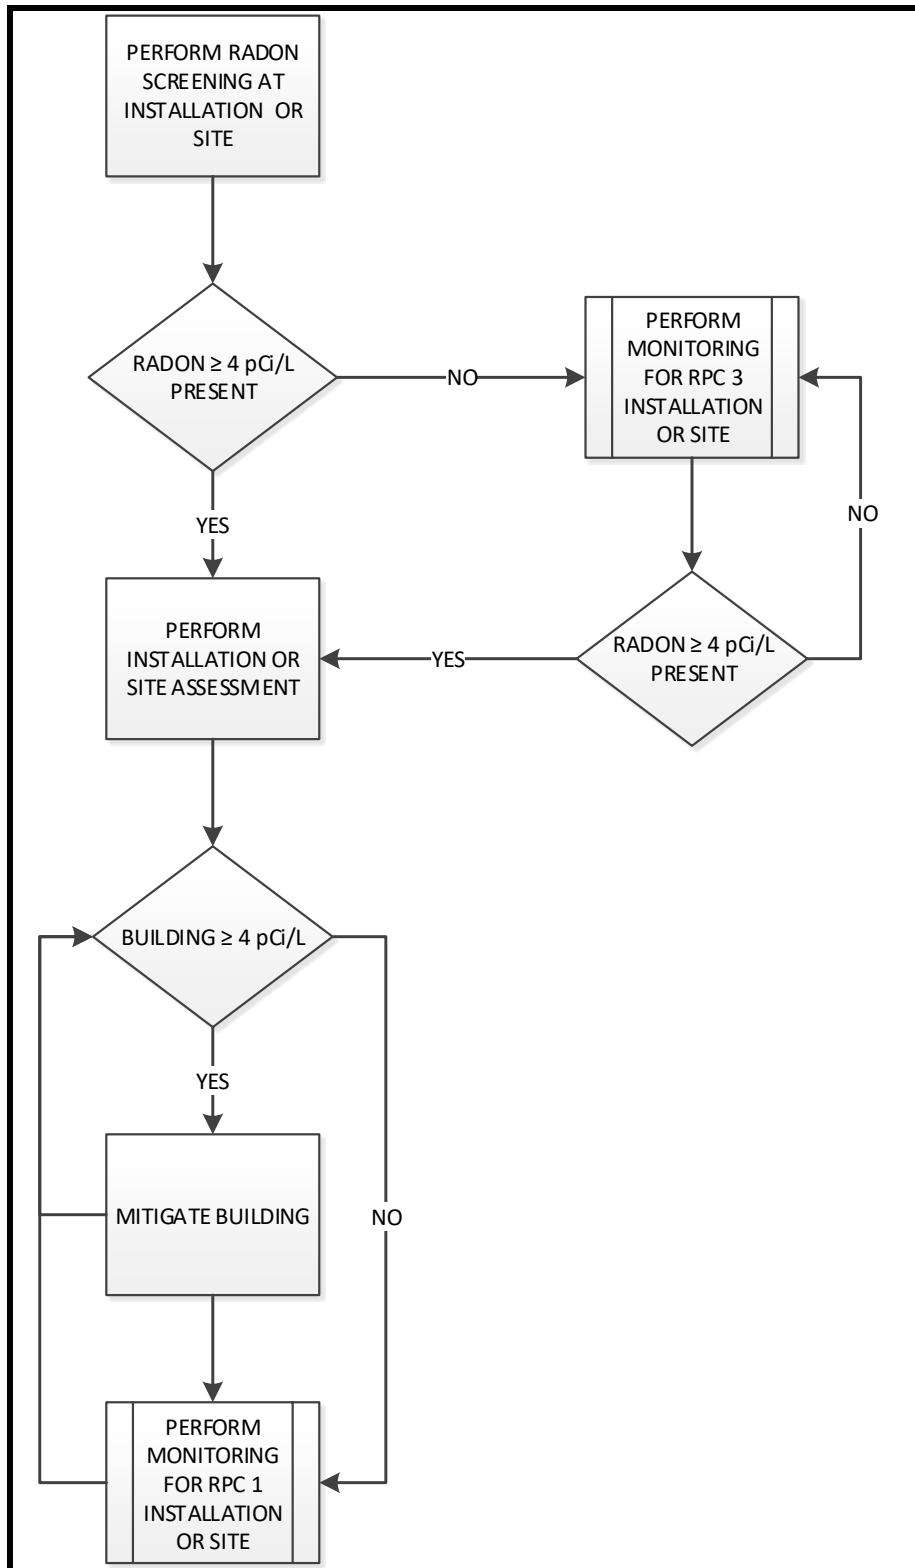 PERFORM RADON
SCREENING AT
INSTALLATION OR
SITE
RADON ≥ 4 pCi/L
PRESENT
NO
PERFORM
MONITORING
FOR RPC 3
INSTALLATION
OR SITE
YES
NO
PERFORM
INSTALLATION OR
SITE ASSESSMENT
YES
RADON ≥ 4 pCi/L
PRESENT
BUILDING ≥ 4 pCi/L
YES
MITIGATE BUILDING
NO
PERFORM
MONITORING
FOR RPC 1
INSTALLATION
OR SITE